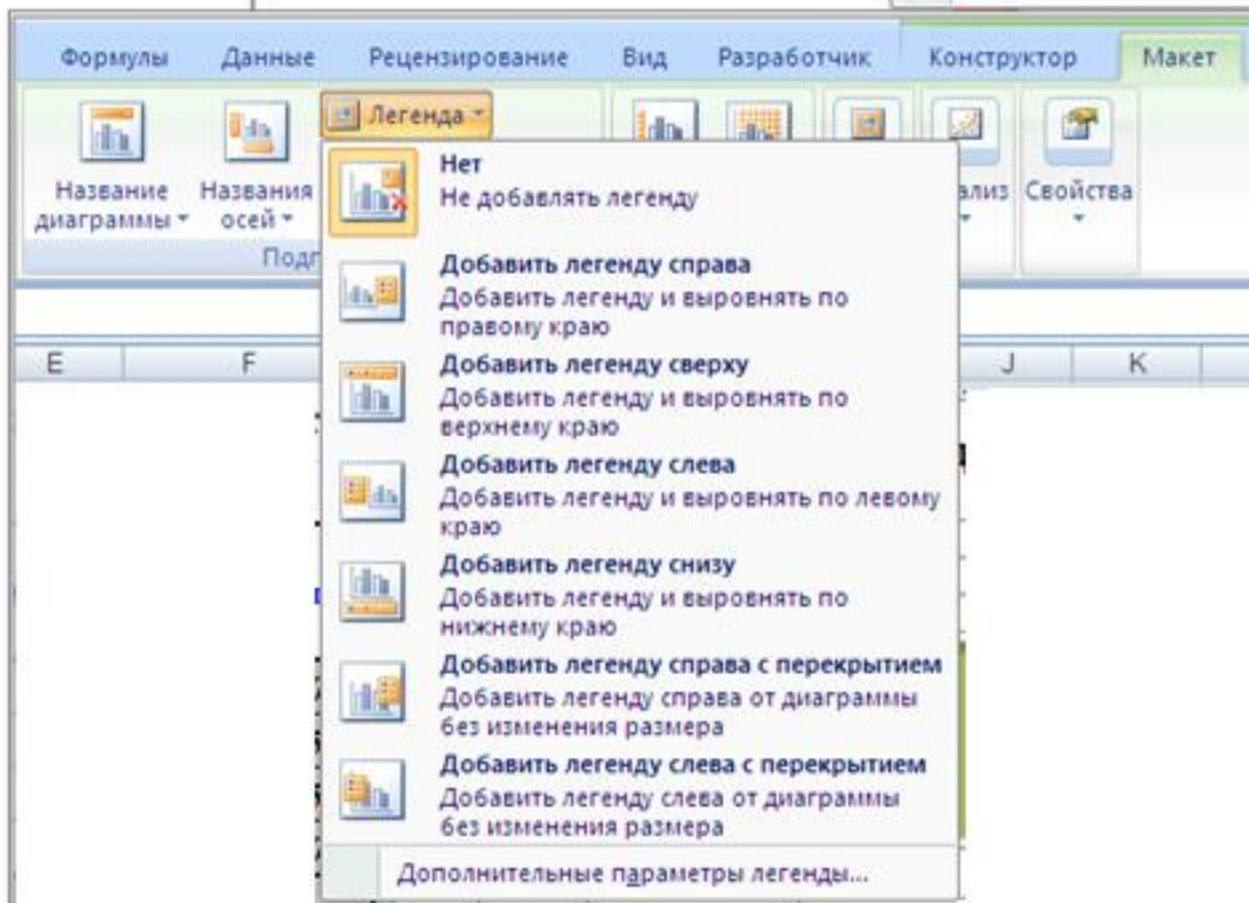 Формулы Данные Рецензирование Вид Разработчик Конструктор Макет
Легенда
Название диаграммы
Названия осей
Свойства
Нет
Не добавлять легенду
Добавить легенду справа
Добавить легенду и выровнять по
правому краю
Добавить легенду сверху
Добавить легенду и выровнять по
верхнему краю
Добавить легенду слева
Добавить легенду и выровнять по левому
краю
Добавить легенду снизу
Добавить легенду и выровнять по
нижнему краю
Добавить легенду справа с перекрытием
Добавить легенду справа от диаграммы
без изменения размера
Добавить легенду слева с перекрытием
Добавить легенду слева от диаграммы
без изменения размера
Дополнительные параметры легенды...
E F J K